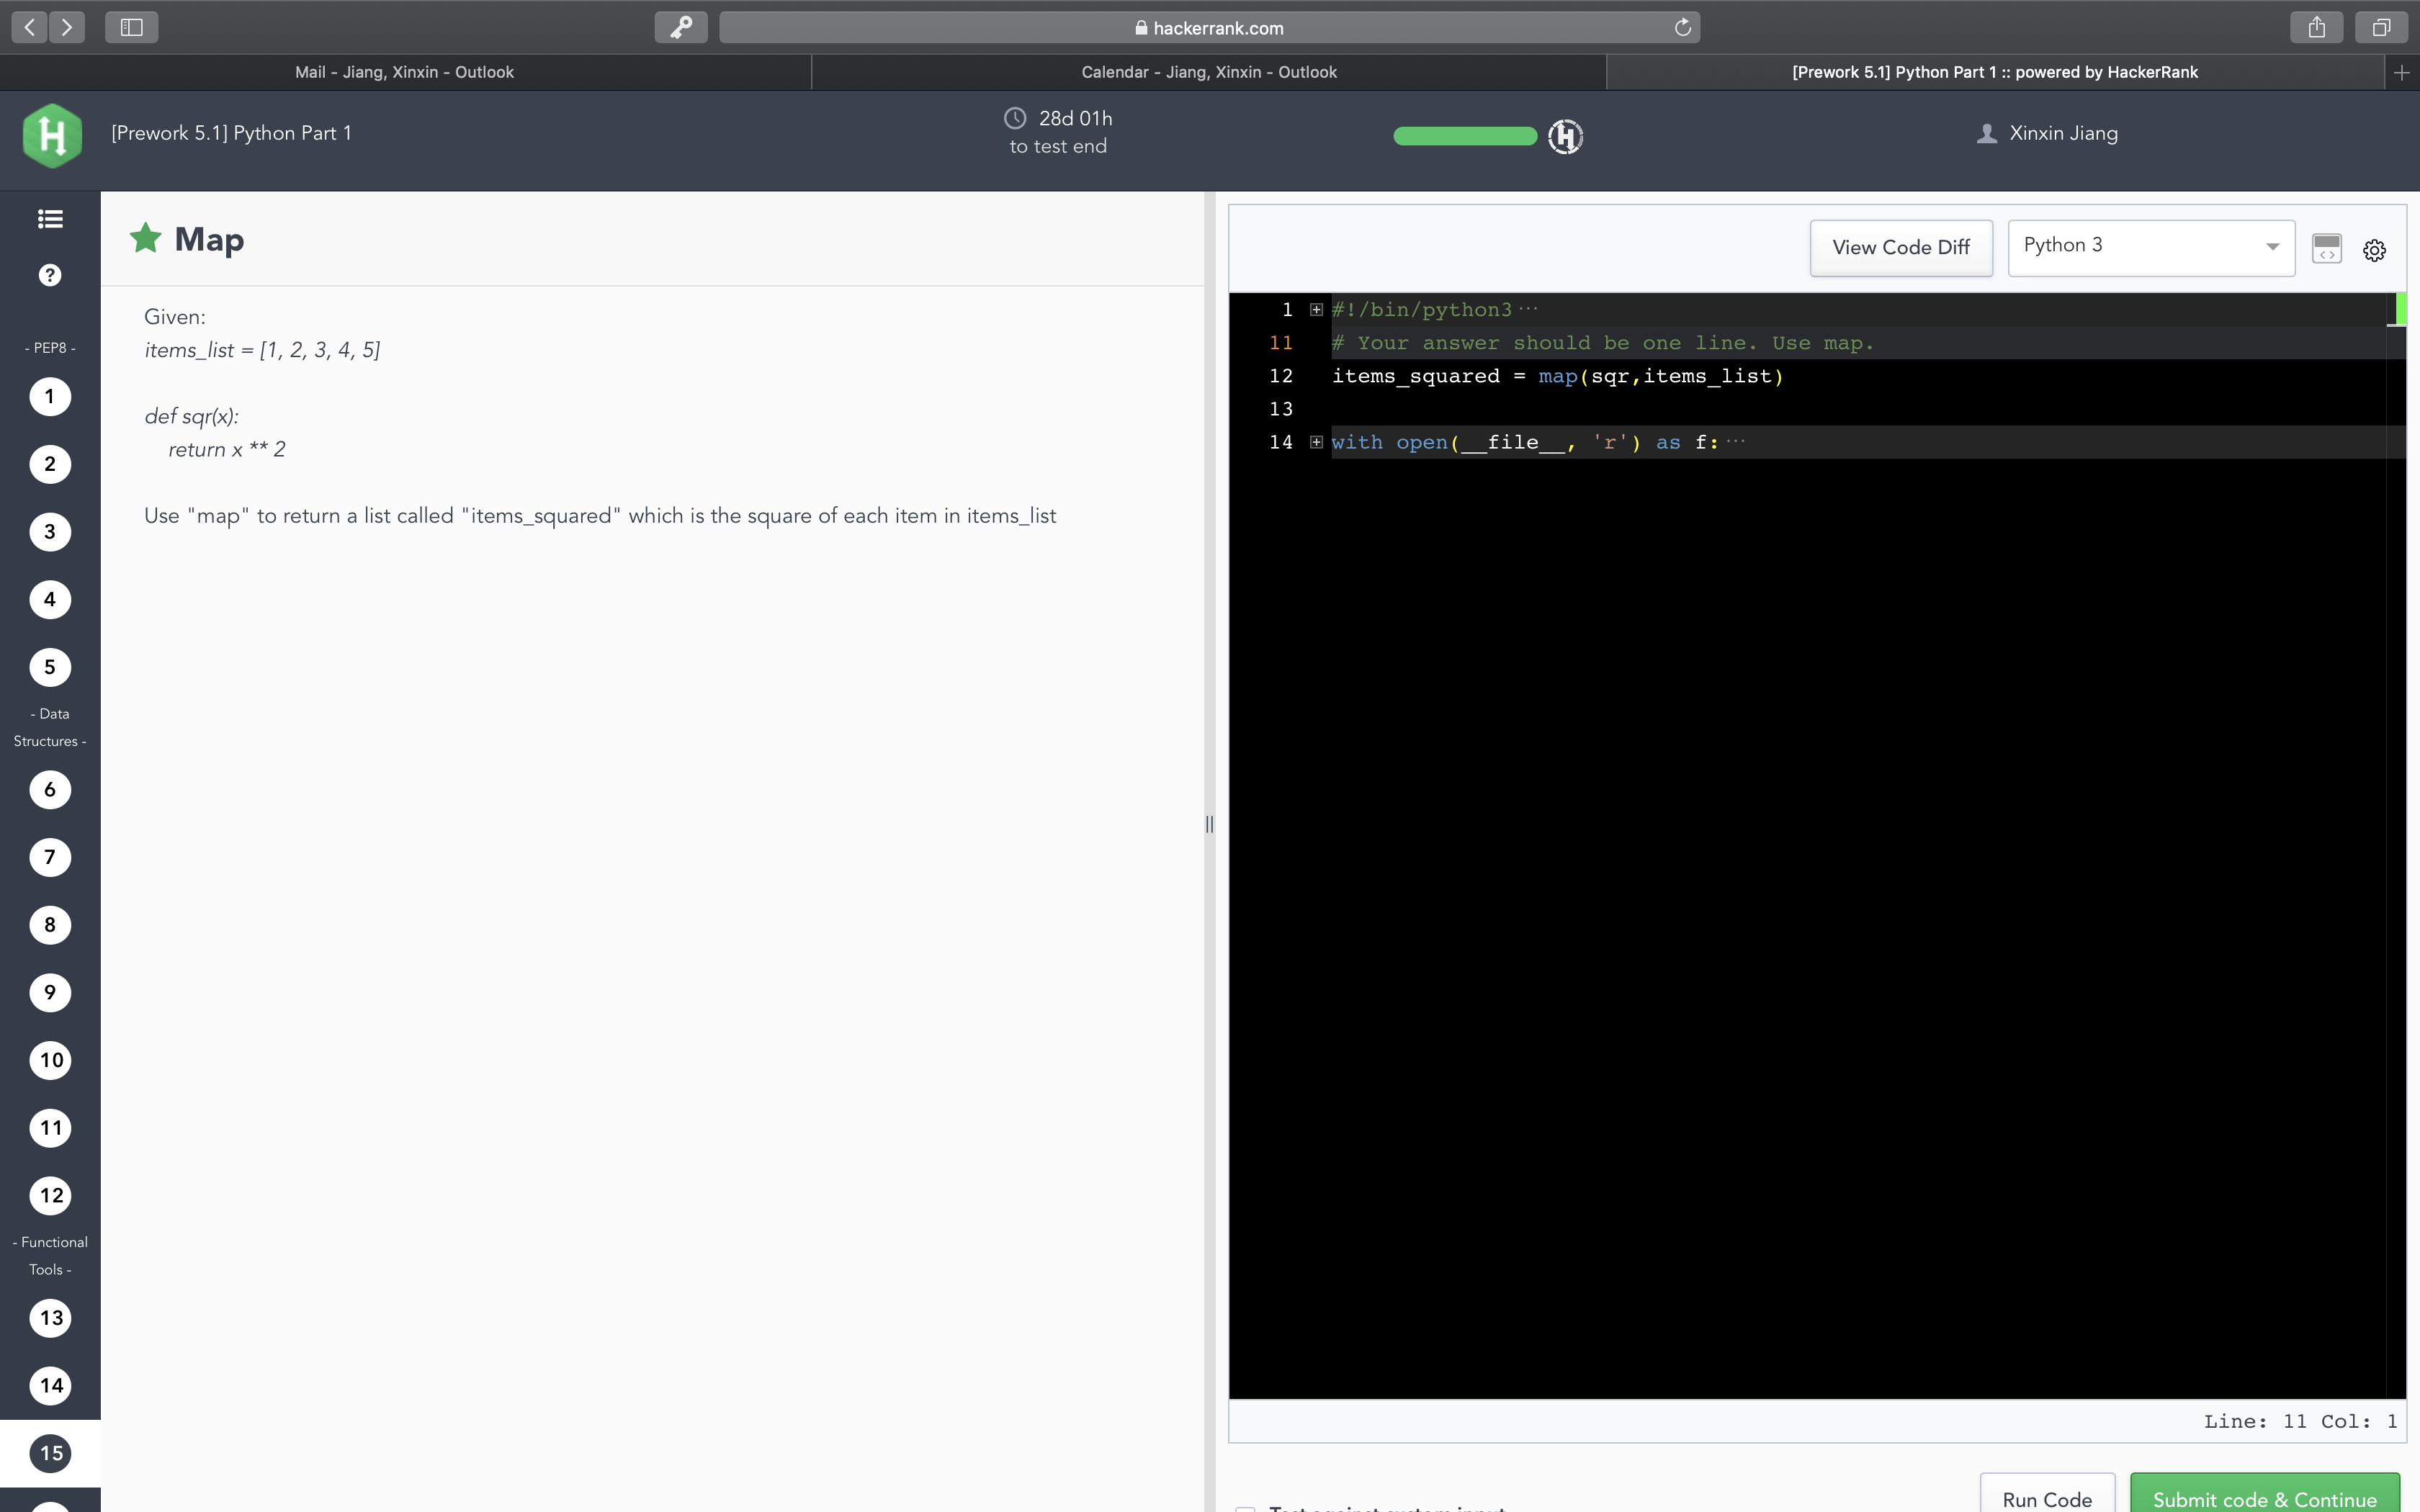 hackerrank.com
Mail - Jiang, Xinxin - Outlook
Calendar - Jiang, Xinxin - Outlook
[Prework 5.1] Python Part 1 :: powered by HackerRank
[Prework 5.1] Python Part 1
28d 01h
to test end
Xinxin Jiang
- PEP8 -
1
2
3
4
5
- Data
Structures -
6
7
8
9
10
11
12
- Functional
Tools -
13
14
15
Map
Given:
items_list = [1, 2, 3, 4, 5]
def sqr(x):
return x ** 2
Use "map" to return a list called "items_squared" which is the square of each item in items_list
View Code Diff
Python 3
1 #!/bin/python3 ···
11 # Your answer should be one line. Use map.
12 items_squared = map(sqr,items_list)
13
14 with open(__file__, 'r') as f: ···
Line: 11 Col: 1
Test against custom input
Run Code
Submit code & Continue